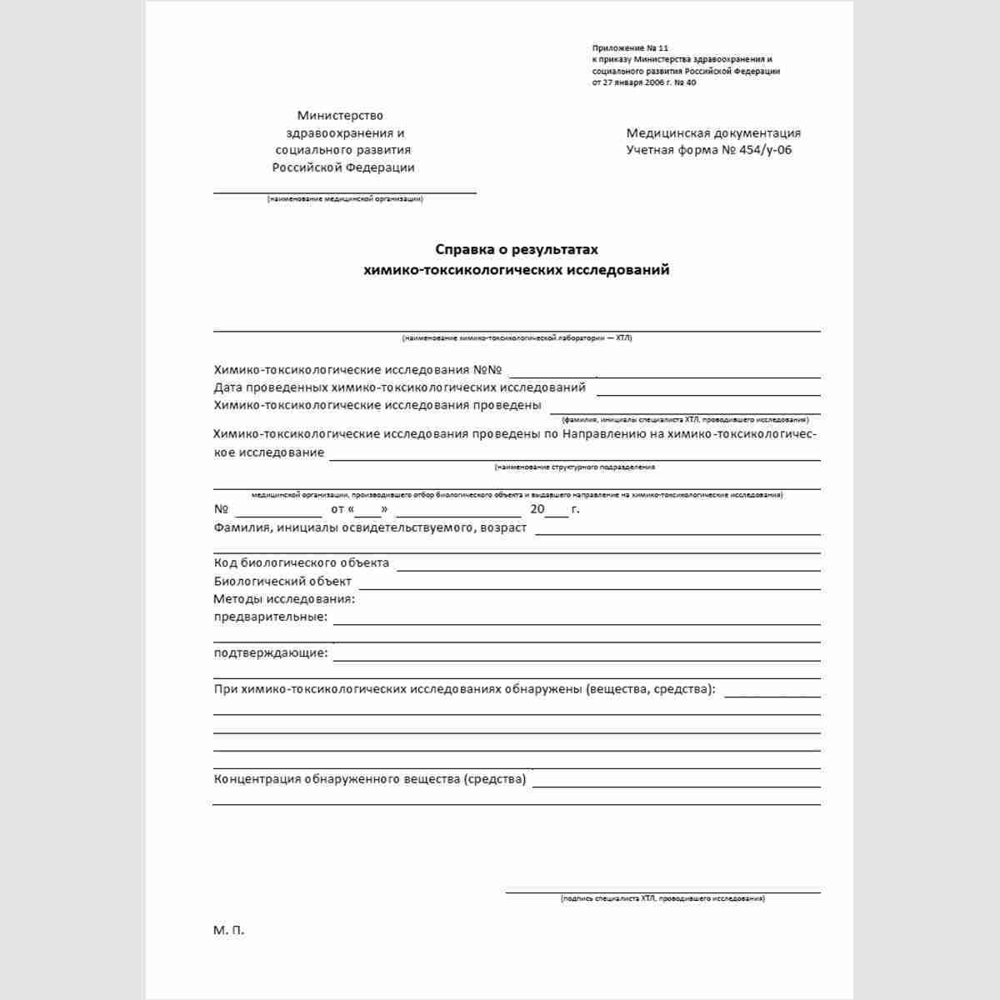 Приложение № 11
к приказу Министерства здравоохранения и
социального развития Российской Федерации
от 27 января 2006 г. № 40
Министерство
здравоохранения и
социального развития
Российской Федерации
(наименование медицинской организации)
Медицинская документация
Учетная форма № 454/у-06
Справка о результатах
химико-токсикологических исследований
(наименование химико-токсикологической лаборатории — ХТЛ)
Химико-токсикологические исследования №№
Дата проведенных химико-токсикологических исследований
Химико-токсикологические исследования проведены
(фамилия, инициалы специалиста ХТЛ, проводившего исследования)
Химико-токсикологические исследования проведены по Направлению на химико-токсикологичес-
кое исследование
(наименование структурного подразделения
медицинской организации, производившего отбор биологического объекта и выдавшего направление на химико-токсикологические исследования)
№ ____ от «____» ____ 20____ г.
Фамилия, инициалы освидетельствуемого, возраст
Код биологического объекта
Биологический объект
Методы исследования:
предварительные:
подтверждающие:
При химико-токсикологических исследованиях обнаружены (вещества, средства):
Концентрация обнаруженного вещества (средства)
(подпись специалиста ХТЛ, проводившего исследования)
М. П.